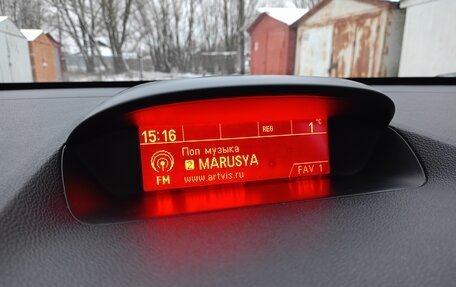 15:16 REG 1 °C
Поп музыка
2 MARUSYA
FM www.artvis.ru FAV 1